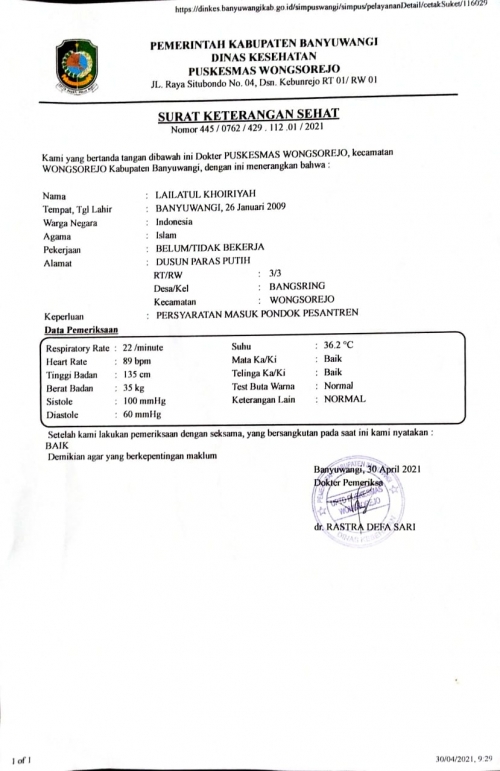 https://dinkes.banyuwangikab.go.id/simpuswangi/simpus/pelayananDetail/cetakSuket/116029
PEMERINTAH KABUPATEN BANYUWANGI
DINAS KESEHATAN
PUSKESMAS WONGSOREJO
JL. Raya Situbondo No. 04, Dsn. Kebunrejo RT 01/ RW 01
SURAT KETERANGAN SEHAT
Nomor 445 / 0762 / 429 . 112 .01 / 2021
Kami yang bertanda tangan dibawah ini Dokter PUSKESMAS WONGSOREJO, kecamatan
WONGSOREJO Kabupaten Banyuwangi, dengan ini menerangkan bahwa :
Nama : LAILATUL KHOIRIYAH
Tempat, Tgl Lahir : BANYUWANGI, 26 Januari 2009
Warga Negara : Indonesia
Agama : Islam
Pekerjaan : BELUM/TIDAK BEKERJA
Alamat : DUSUN PARAS PUTIH
RT/RW : 3/3
Desa/Kel : BANGSRING
Kecamatan : WONGSOREJO
Keperluan : PERSYARATAN MASUK PONDOK PESANTREN
Data Pemeriksaan
Respiratory Rate : 22 /minute Suhu : 36.2 °C
Heart Rate : 89 bpm Mata Ka/Ki : Baik
Tinggi Badan : 135 cm Telinga Ka/Ki : Baik
Berat Badan : 35 kg Test Buta Warna : Normal
Sistole : 100 mmHg Keterangan Lain : NORMAL
Diastole : 60 mmHg
Setelah kami lakukan pemeriksaan dengan seksama, yang bersangkutan pada saat ini kami nyatakan :
BAIK
Demikian agar yang berkepentingan maklum
Banyuwangi, 30 April 2021
Dokter Pemeriksa
WONGSOREJO
dr. RASTRA DEFA SARI
1 of 1
30/04/2021, 9.29